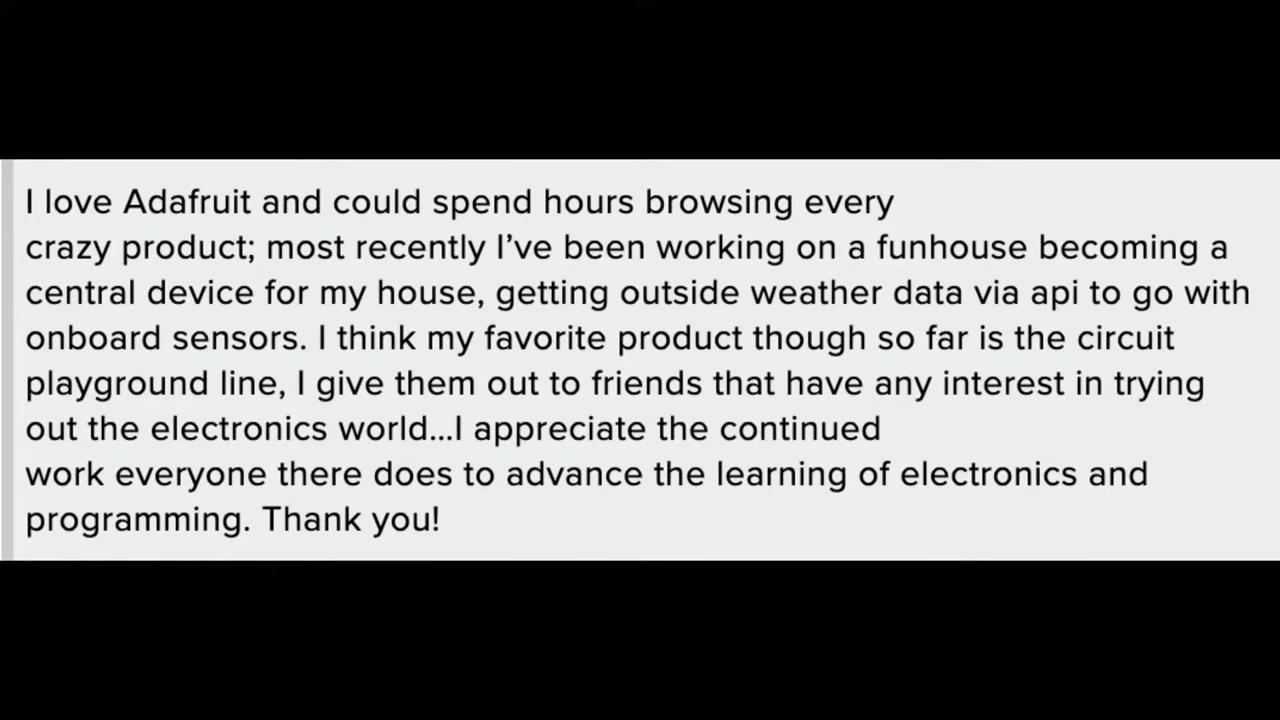 I love Adafruit and could spend hours browsing every
crazy product; most recently I’ve been working on a funhouse becoming a
central device for my house, getting outside weather data via api to go with
onboard sensors. I think my favorite product though so far is the circuit
playground line, I give them out to friends that have any interest in trying
out the electronics world...I appreciate the continued
work everyone there does to advance the learning of electronics and
programming. Thank you!